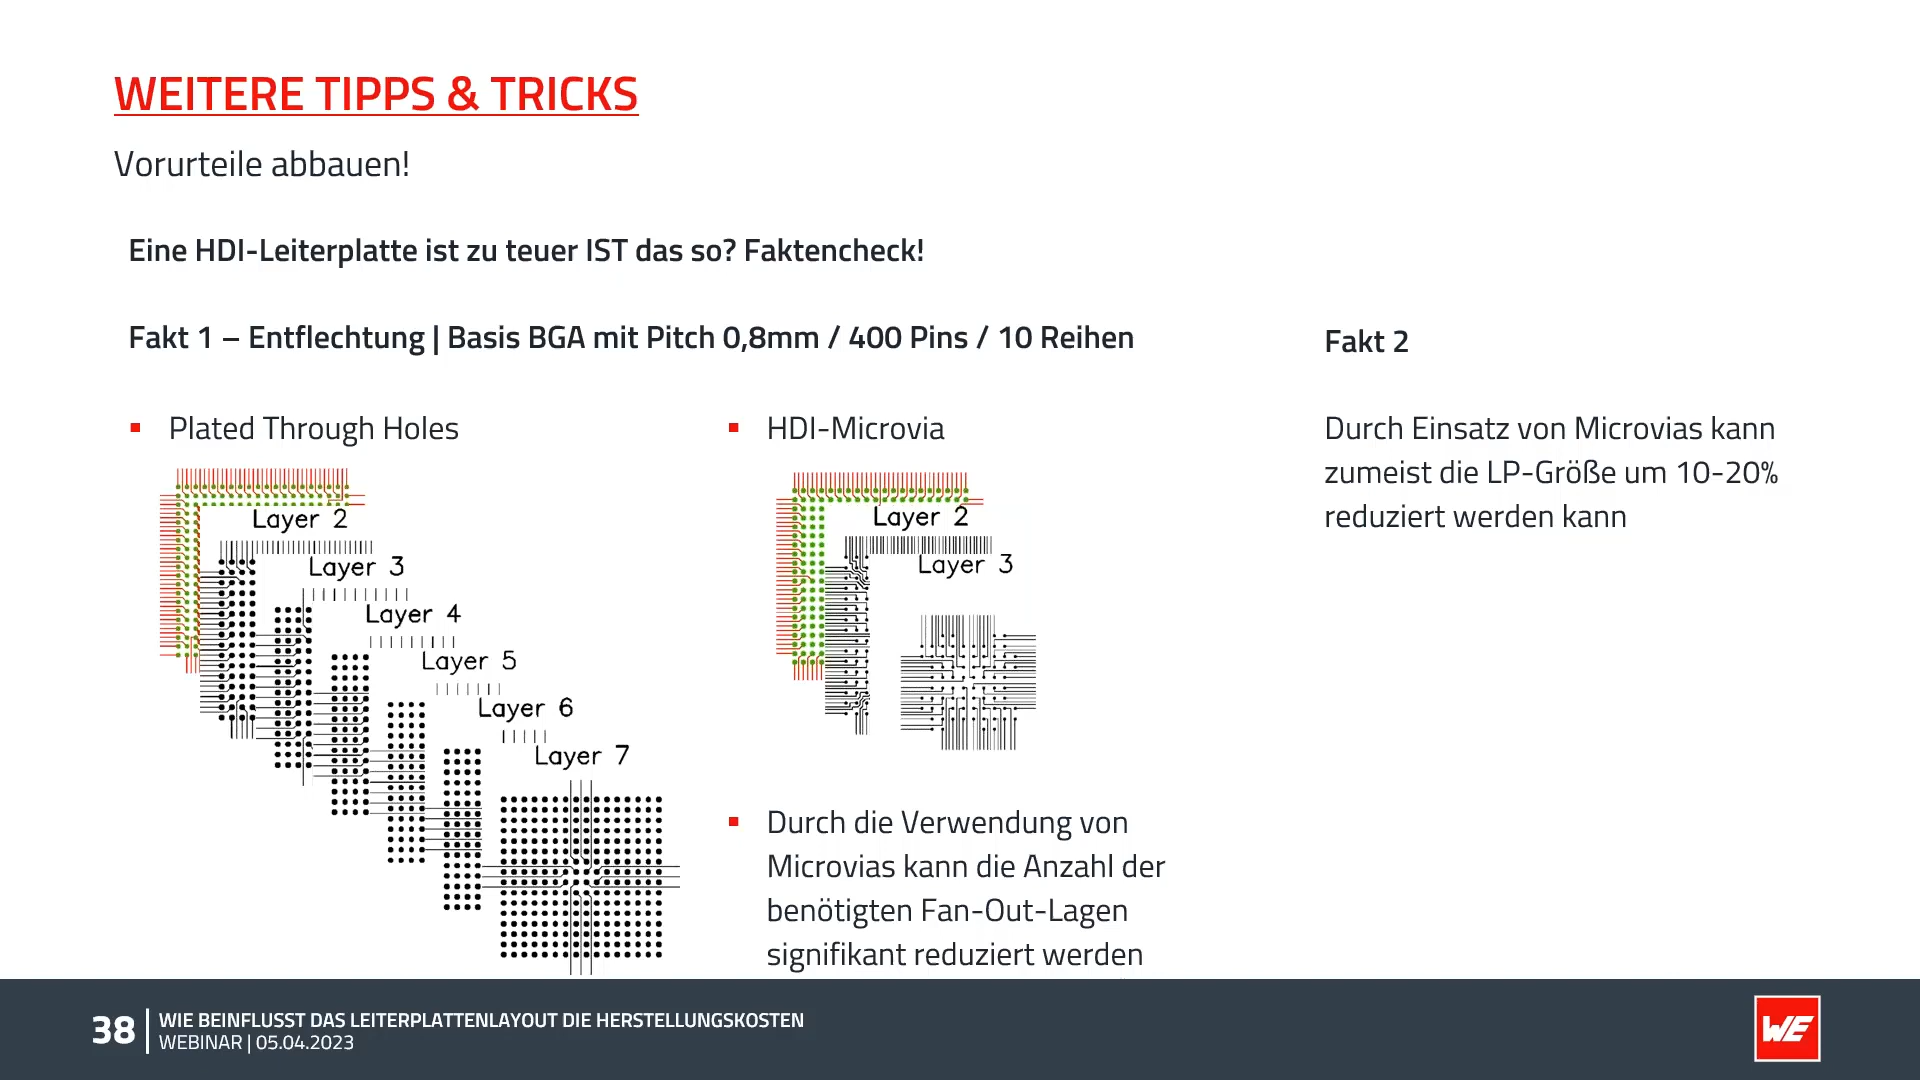 WEITERE TIPPS & TRICKS
Vorurteile abbauen!
Eine HDI-Leiterplatte ist zu teuer IST das so? Faktencheck!
Fakt 1 – Entflechtung | Basis BGA mit Pitch 0,8mm / 400 Pins / 10 Reihen
Plated Through Holes
Layer 2
Layer 3
Layer 4
Layer 5
Layer 6
Layer 7
HDI-Microvia
Layer 2
Layer 3
Durch die Verwendung von
Microvias kann die Anzahl der
benötigten Fan-Out-Lagen
signifikant reduziert werden
Fakt 2
Durch Einsatz von Microvias kann
zumeist die LP-Größe um 10-20%
reduziert werden kann
38
WIE BEINFLUSST DAS LEITERPLATTENLAYOUT DIE HERSTELLUNGSKOSTEN
WEBINAR | 05.04.2023
WE